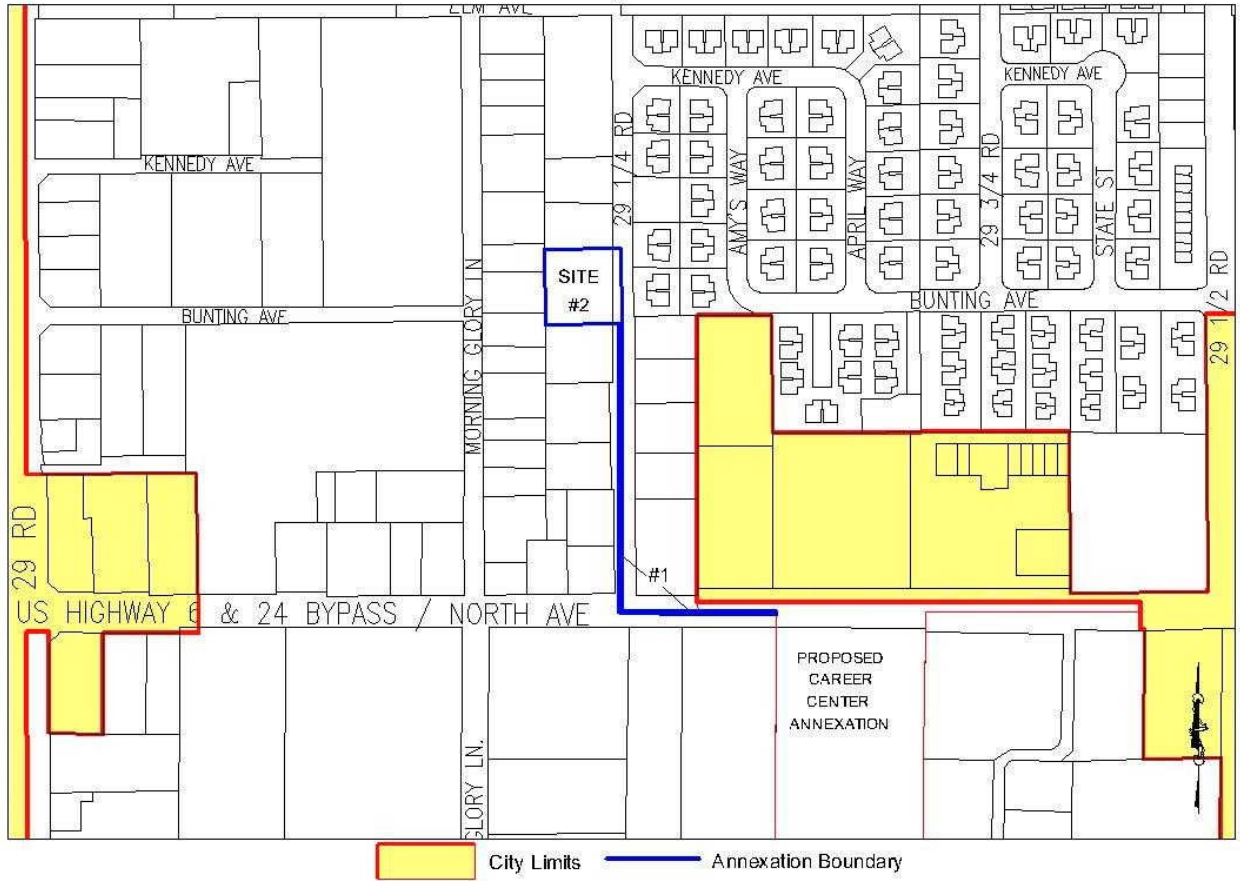 ELM AVE
KENNEDY AVE
KENNEDY AVE
29 1/4 RD
AMY'S WAY
APRIL WAY
29 3/4 RD
STATE ST
KENNEDY AVE
SITE
#2
MORNING GLORY LN
BUNTING AVE
BUNTING AVE
29 1/2 RD
29 RD
#1
US HIGHWAY 6 & 24 BYPASS / NORTH AVE
PROPOSED
CAREER
CENTER
ANNEXATION
GLORY LN.
City Limits
Annexation Boundary